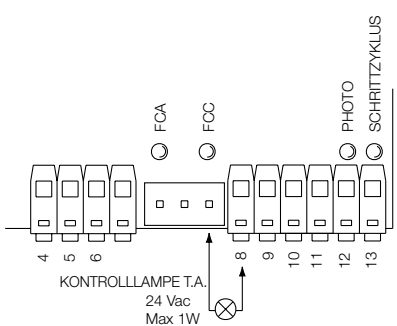 FCA
FCC
PHOTO
SCHRITTZYKLUS
4
5
6
8
9
10
11
12
13
KONTROLLLAMPE T.A.
24 Vac
Max 1W